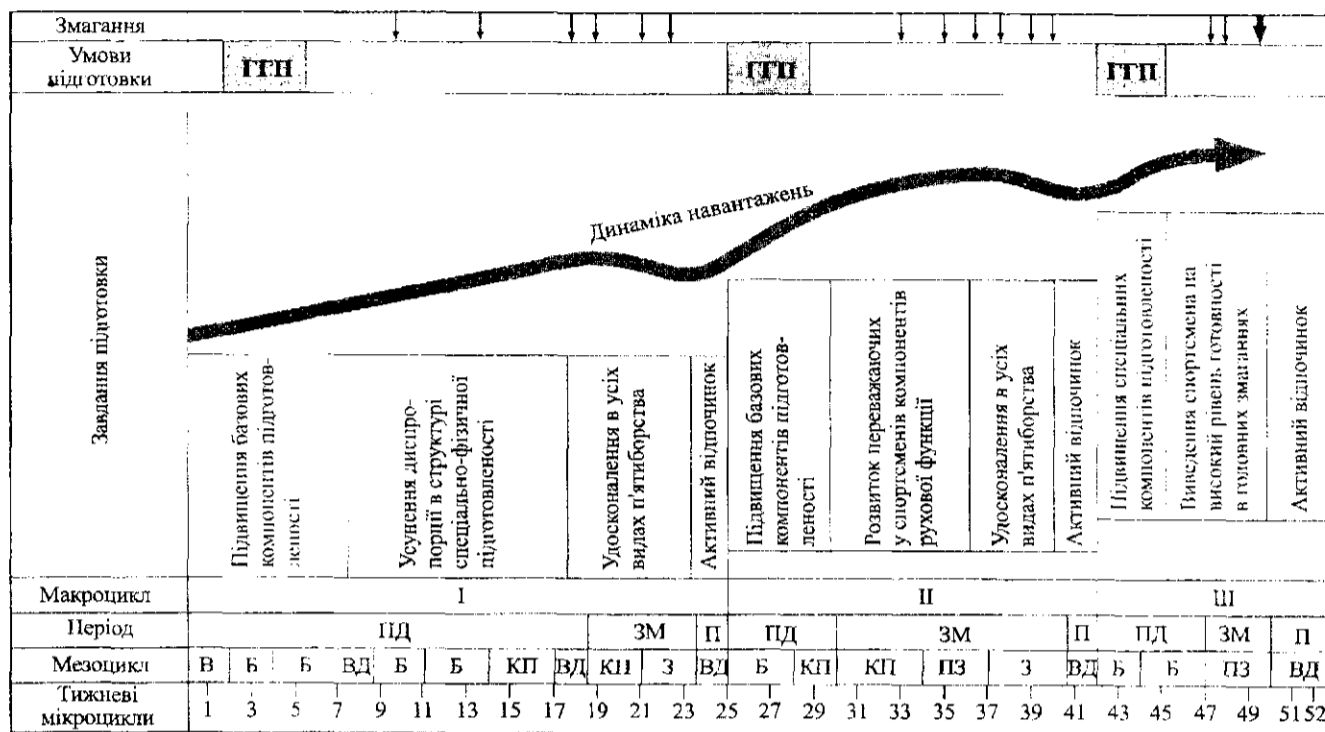 Змагання
Умови
підготовки
ГГП
ГГП
ГГП
Завдання підготовки
Динаміка навантажень
Підвищення базових
компонентів підготов-
леності
Усунення диспро-
порції в структурі
спеціально-фізичної
підготовленості
Удосконалення в усіх
видах п'ятиборства
Активний відпочинок
Підвищення базових
компонентів підготов-
леності
Розвиток переважаючих
у спортсменів компонентів
рухової функції
Удосконалення в усіх
видах п'ятиборства
Активний відпочинок
Підвищення спеціальних
компонентів підготовленості
Виведення спортсмена на
високий рівень готовності
в головних змаганнях
Активний відпочинок
Макроцикл I II III
Період ПД ЗМ П ПД ЗМ П ПД ЗМ П
Мезоцикл В Б Б ВД Б Б КП ВД КП З ВД Б КП КП ПЗ З ВД Б Б ПЗ ВД
Тижневі
мікроцикли
1 3 5 7 9 11 13 15 17 19 21 23 25 27 29 31 33 35 37 39 41 43 45 47 49 51 52